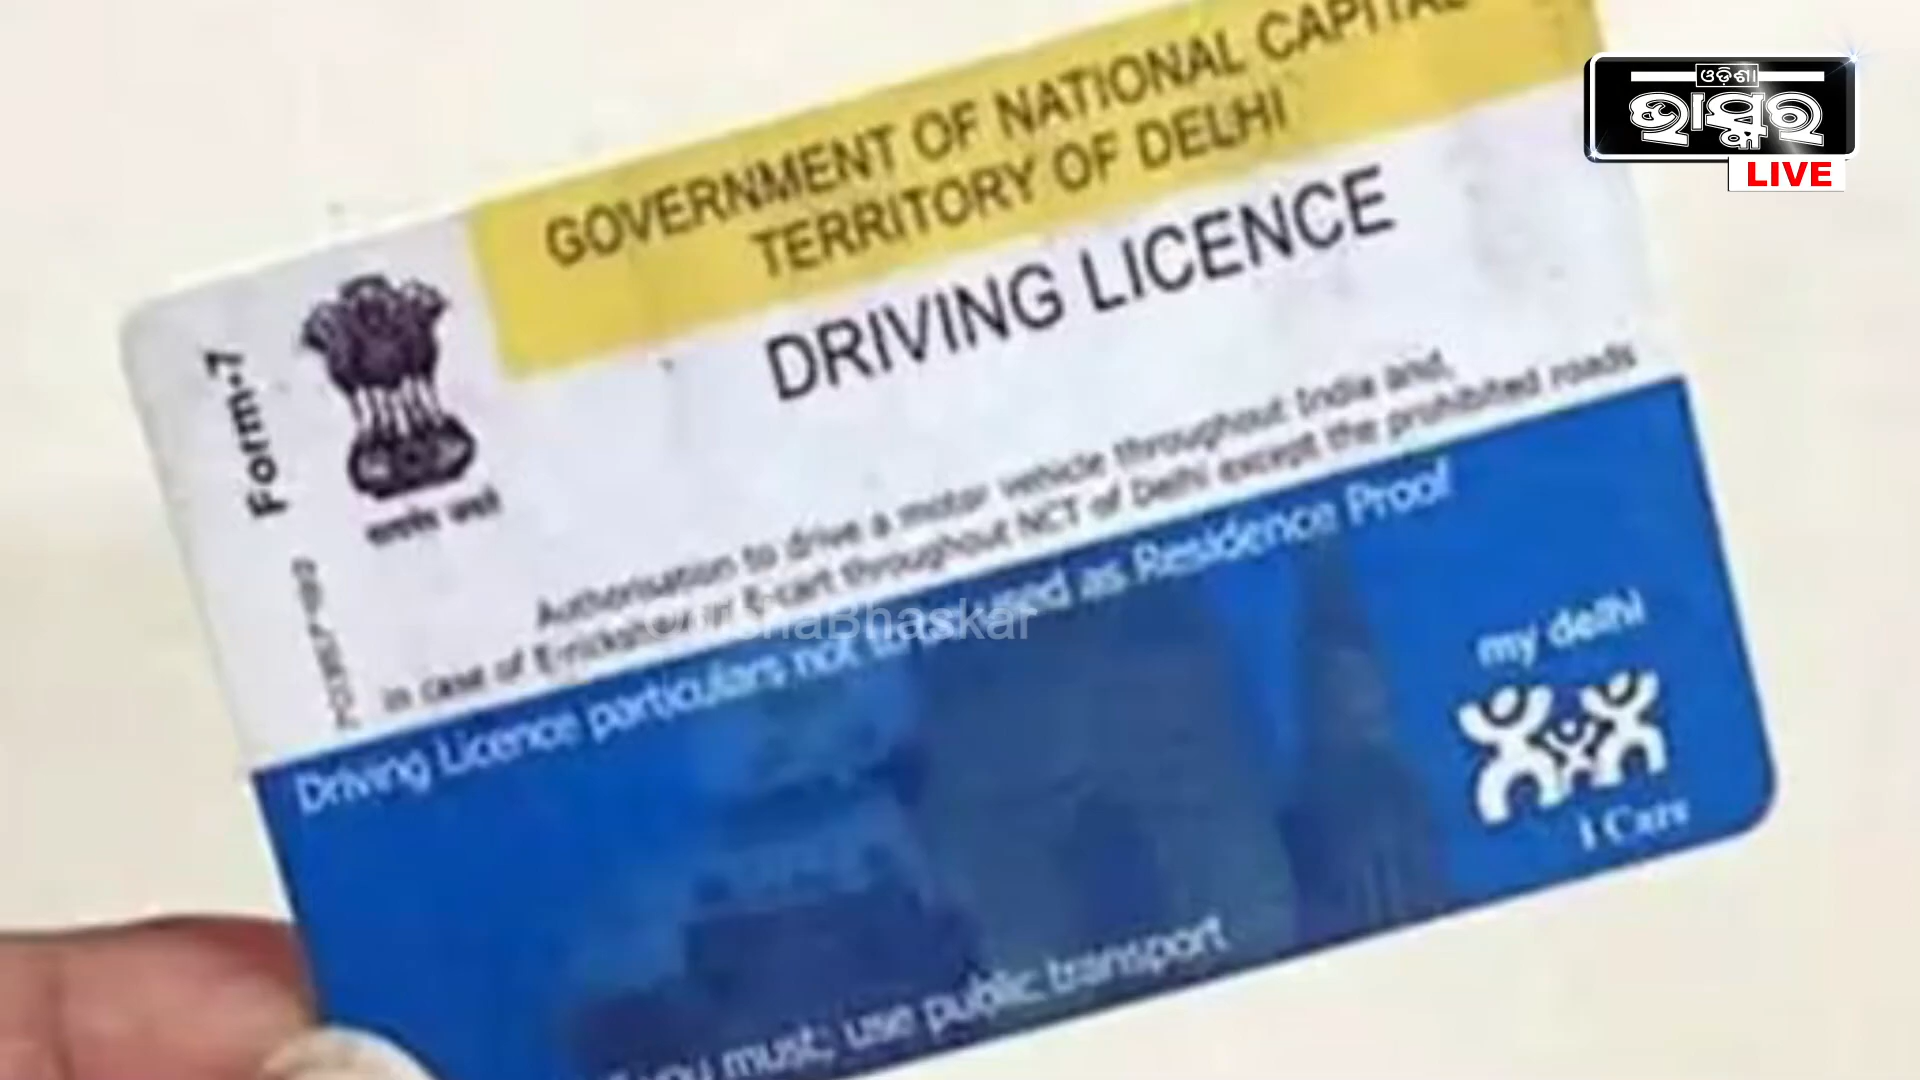 ଓଡ଼ିଶା
ଭାସ୍କର
LIVE
GOVERNMENT OF NATIONAL CAPITAL
TERRITORY OF DELHI
DRIVING LICENCE
Form-7
Authorisation to drive a motor vehicle throughout India and,
in case of E-rickshaw or E-cart throughout NCT of Delhi except the prohibited roads
Driving Licence particulars not to be used as Residence Proof
my delhi
I Care
you must; use public transport